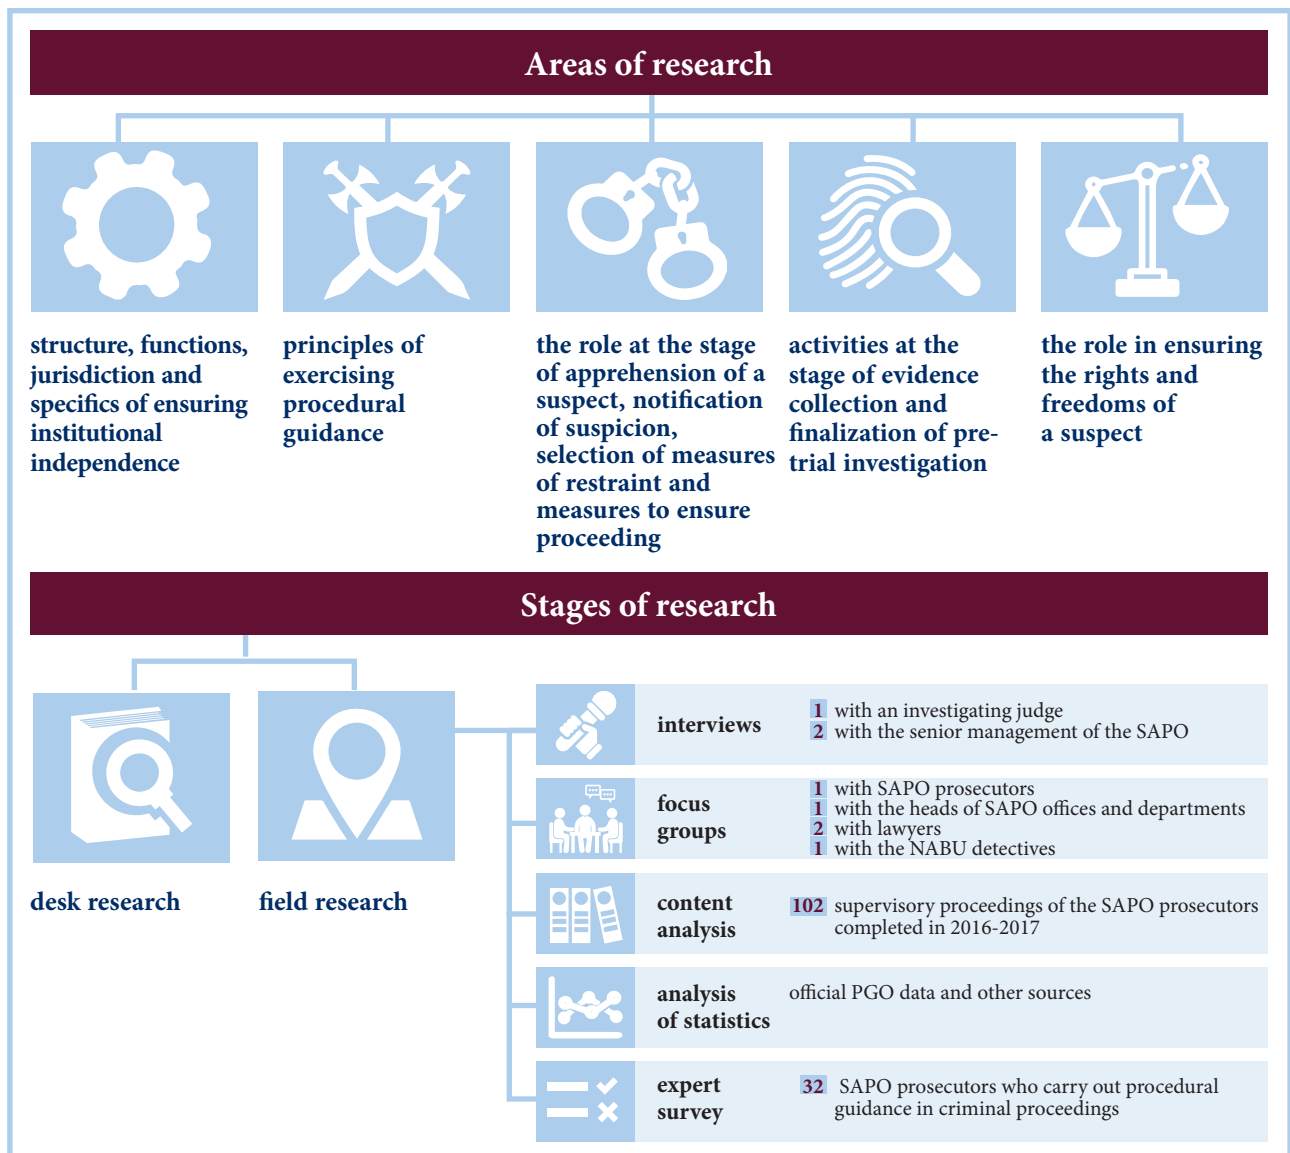 Areas of research
structure, functions,
jurisdiction and
specifics of ensuring
institutional
independence
principles of
exercising
procedural
guidance
the role at the stage
of apprehension of a
suspect, notification
of suspicion,
selection of measures
of restraint and
measures to ensure
proceeding
activities at the
stage of evidence
collection and
finalization of pre-
trial investigation
the role in ensuring
the rights and
freedoms of
a suspect
Stages of research
desk research
field research
interviews
1 with an investigating judge
2 with the senior management of the SAPO
focus
groups
1 with SAPO prosecutors
1 with the heads of SAPO offices and departments
2 with lawyers
1 with the NABU detectives
content
analysis
102 supervisory proceedings of the SAPO prosecutors
completed in 2016-2017
analysis
of statistics
official PGO data and other sources
expert
survey
32 SAPO prosecutors who carry out procedural
guidance in criminal proceedings